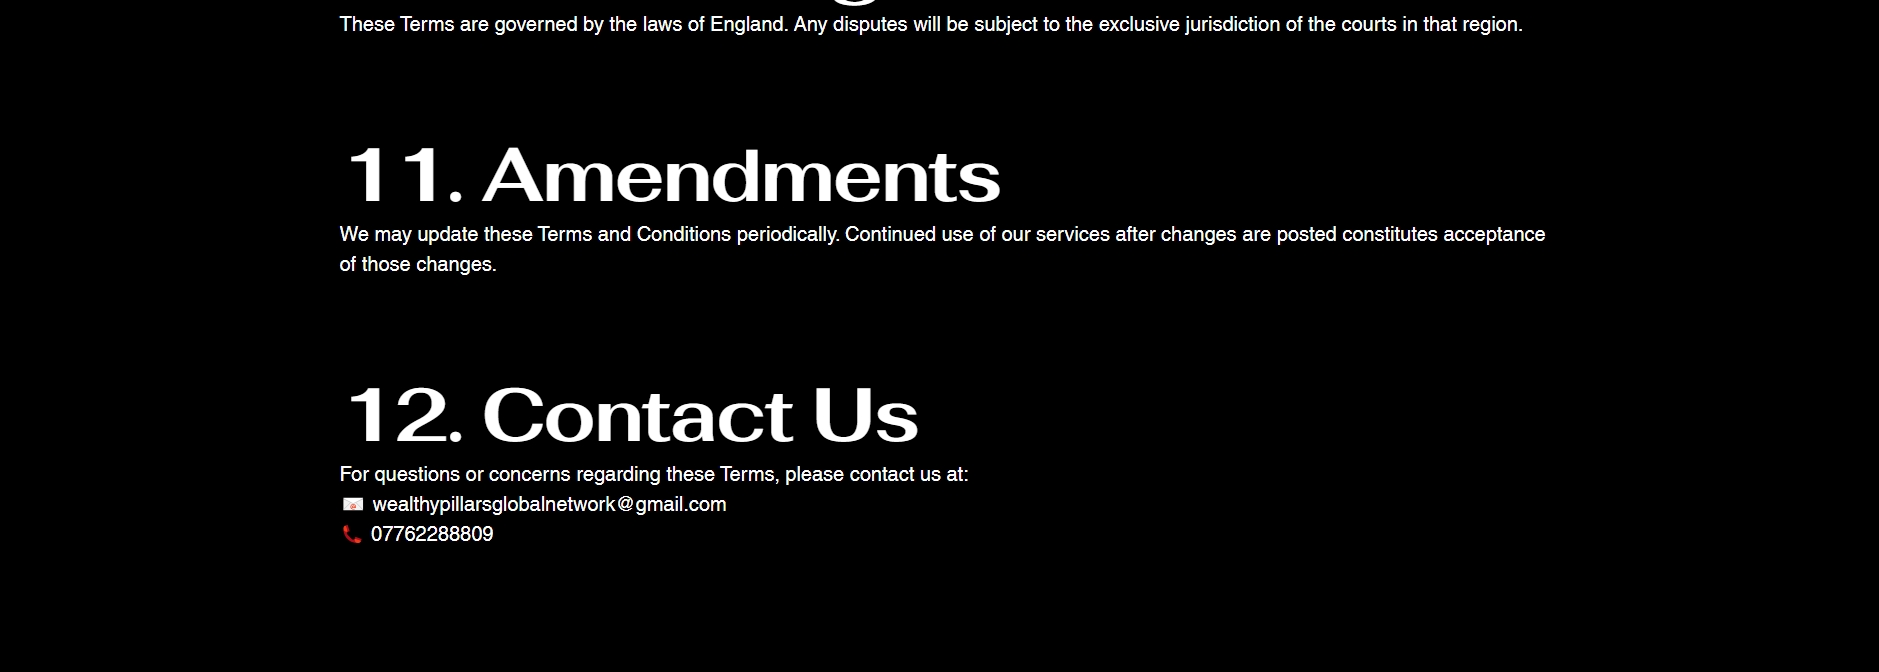 These Terms are governed by the laws of England. Any disputes will be subject to the exclusive jurisdiction of the courts in that region.
11. Amendments
We may update these Terms and Conditions periodically. Continued use of our services after changes are posted constitutes acceptance
of those changes.
12. Contact Us
For questions or concerns regarding these Terms, please contact us at:
📧 wealthypillarsglobalnetwork@gmail.com
📞 07762288809